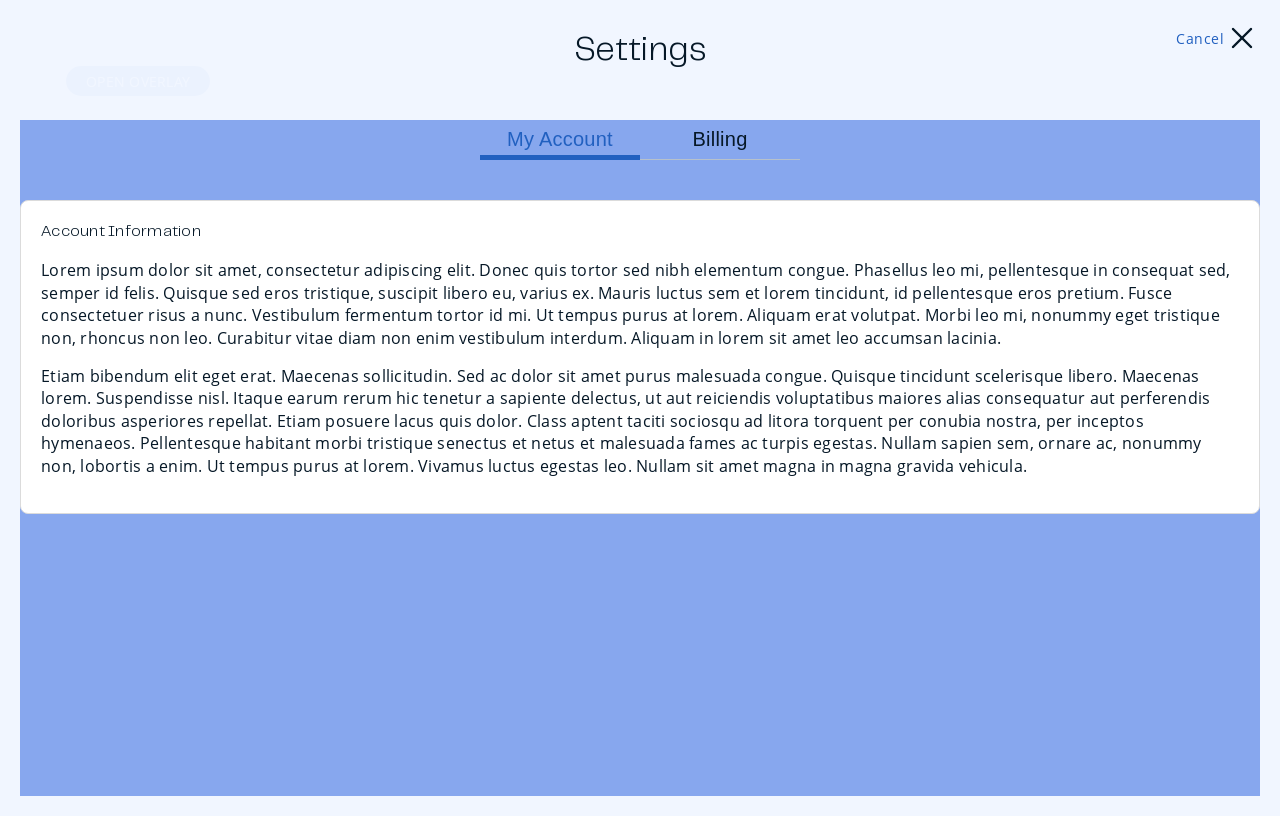 Settings
Cancel
OPEN OVERLAY
My Account
Billing
Account Information
Lorem ipsum dolor sit amet, consectetur adipiscing elit. Donec quis tortor sed nibh elementum congue. Phasellus leo mi, pellentesque in consequat sed,
semper id felis. Quisque sed eros tristique, suscipit libero eu, varius ex. Mauris luctus sem et lorem tincidunt, id pellentesque eros pretium. Fusce
consectetuer risus a nunc. Vestibulum fermentum tortor id mi. Ut tempus purus at lorem. Aliquam erat volutpat. Morbi leo mi, nonummy eget tristique
non, rhoncus non leo. Curabitur vitae diam non enim vestibulum interdum. Aliquam in lorem sit amet leo accumsan lacinia.
Etiam bibendum elit eget erat. Maecenas sollicitudin. Sed ac dolor sit amet purus malesuada congue. Quisque tincidunt scelerisque libero. Maecenas
lorem. Suspendisse nisl. Itaque earum rerum hic tenetur a sapiente delectus, ut aut reiciendis voluptatibus maiores alias consequatur aut perferendis
doloribus asperiores repellat. Etiam posuere lacus quis dolor. Class aptent taciti sociosqu ad litora torquent per conubia nostra, per inceptos
hymenaeos. Pellentesque habitant morbi tristique senectus et netus et malesuada fames ac turpis egestas. Nullam sapien sem, ornare ac, nonummy
non, lobortis a enim. Ut tempus purus at lorem. Vivamus luctus egestas leo. Nullam sit amet magna in magna gravida vehicula.